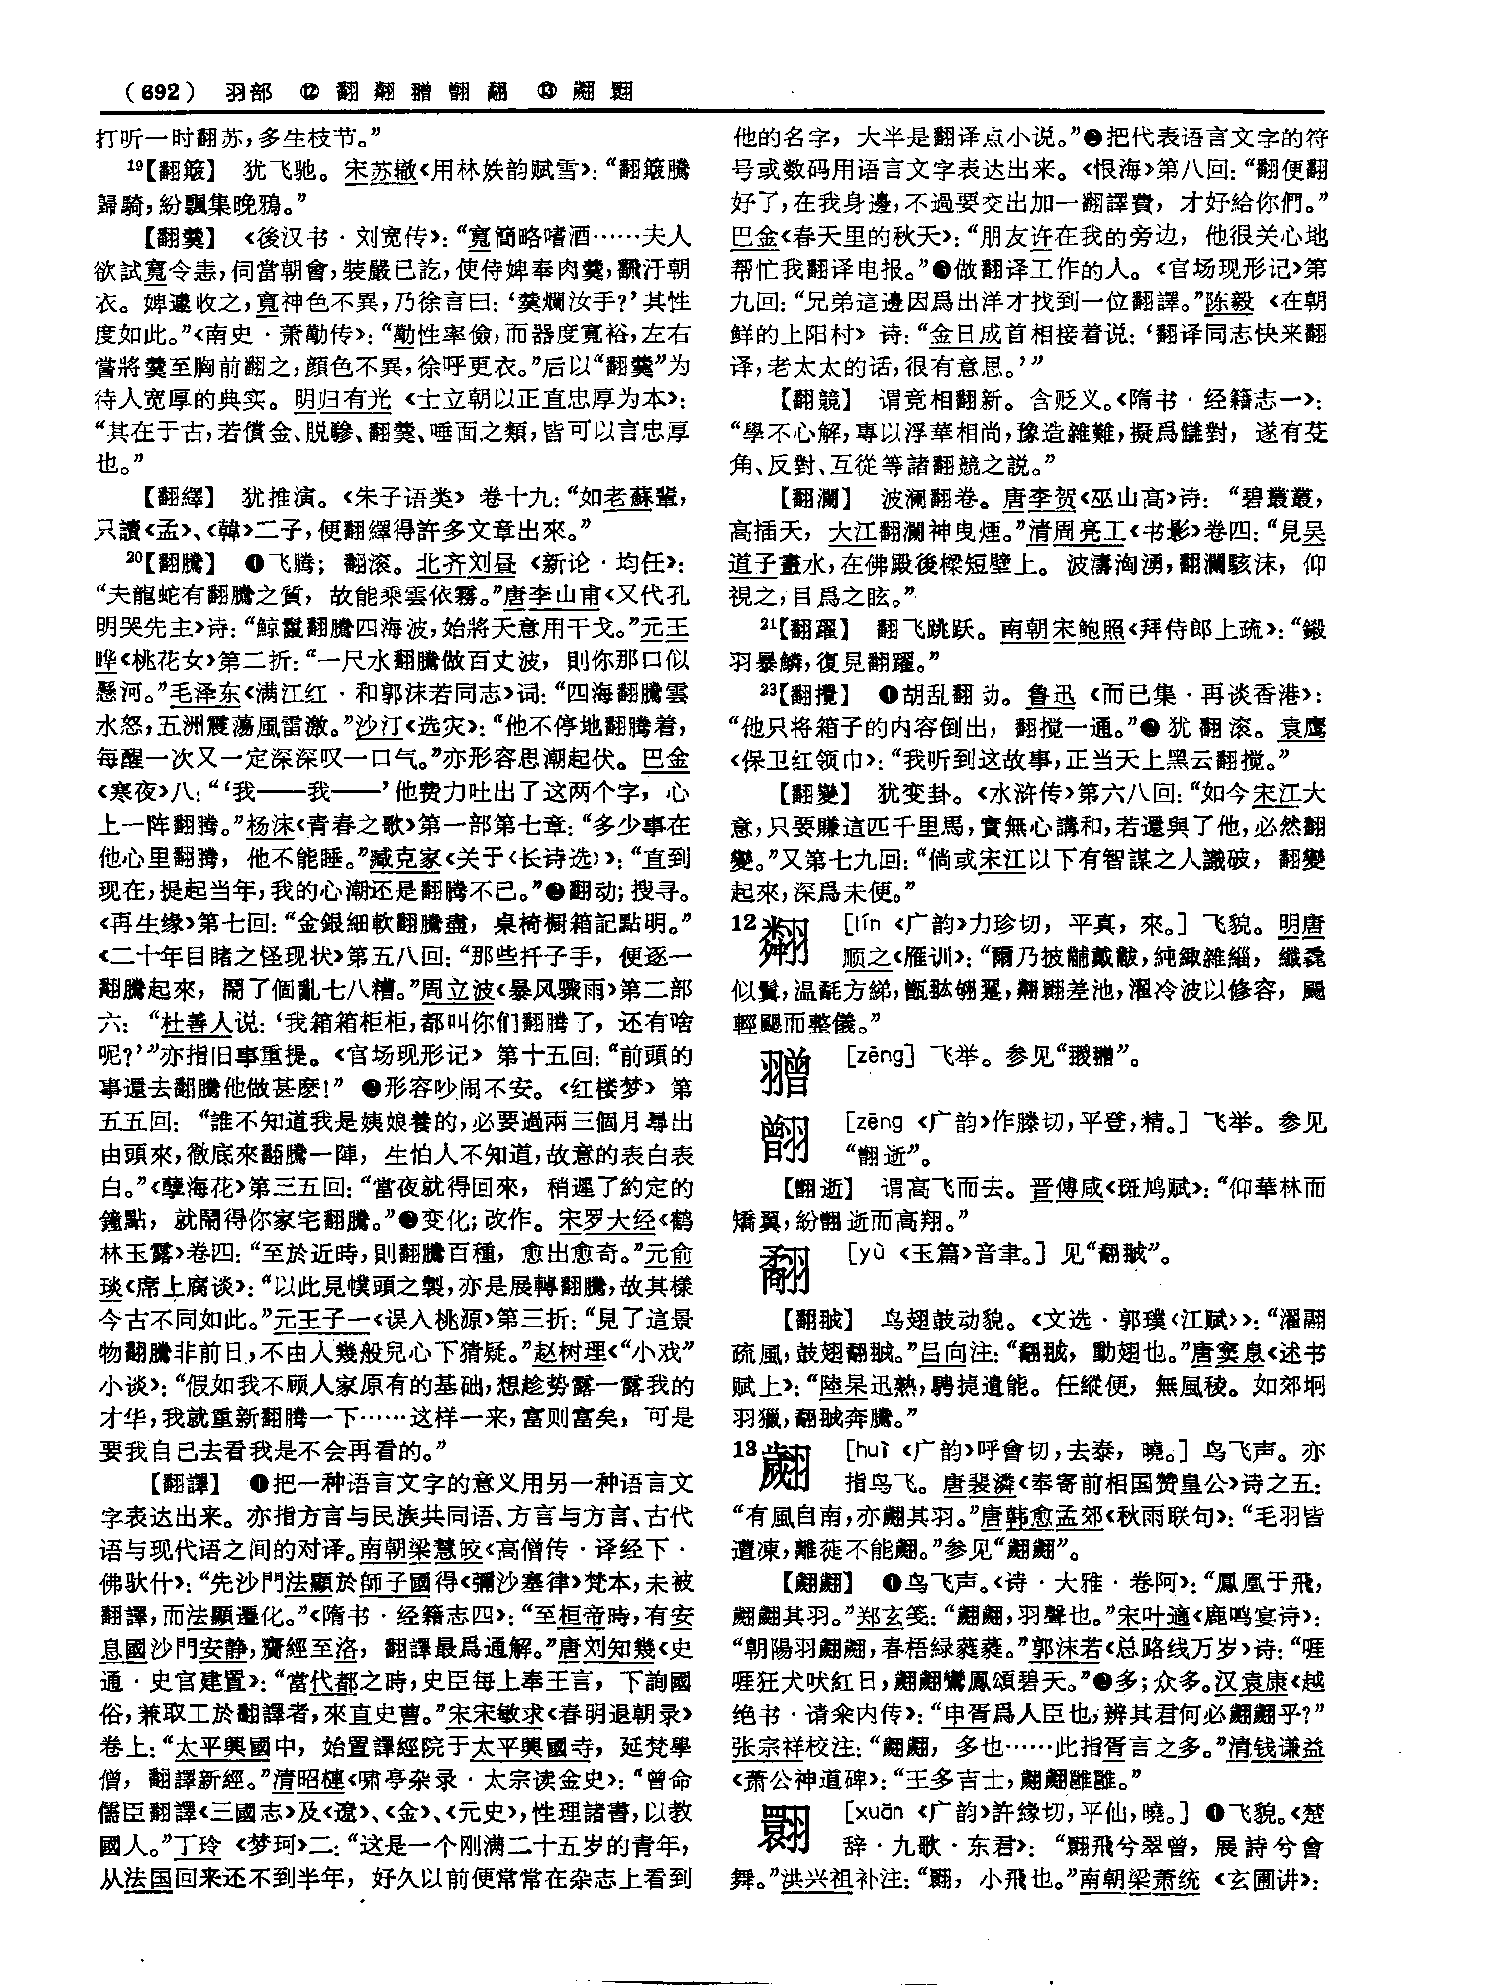 (692) 羽部 ⑫ 翻 翷 䎖 䎖 䎗 ⑬ 翽 翾
打听一时翻苏，多生枝节。”
19【翻簸】 犹飞驰。宋苏辙《用林侄韵赋雪》：“翻簸騰
歸騎，紛飄集晚鴉。”
【翻羹】 《後汉书·刘宽传》：“寬简略嗜酒……夫人
欲試寬令恚，伺當朝會，裝嚴已訖，使侍婢奉肉羹，飜汙朝
衣。婢遽收之，寬神色不異，乃徐言曰：‘羹爛汝手？’其性
度如此。”《南史·萧勱传》：“勱性率儉，而器度寬裕，左右
嘗將羹至胸前翻之，顔色不異，徐呼更衣。”后以“翻羹”为
待人宽厚的典实。明归有光《士立朝以正直忠厚为本》：
“其在于古，若償金、脱驂、翻羹、唾面之類，皆可以言忠厚
也。”
【翻繹】 犹推演。《朱子语类》卷十九：“如老蘇輩，
只讀《孟》、《韓》二子，便翻繹得許多文章出來。”
20【翻騰】 ❶飞腾；翻滚。北齐刘昼《新论·均任》：
“夫龍蛇有翻騰之質，故能乘雲依霧。”唐李山甫《又代孔
明哭先主》诗：“鯨鬣翻騰四海波，始將天意用干戈。”元王
晔《桃花女》第二折：“一尺水翻騰做百丈波，則你那口似
懸河。”毛泽东《满江红·和郭沫若同志》词：“四海翻騰雲
水怒，五洲震蕩風雷激。”沙汀《选灾》：“他不停地翻腾着，
每醒一次又一定深深叹一口气。”亦形容思潮起伏。巴金
《寒夜》八：“‘我——我——’他费力吐出了这两个字，心
上一阵翻腾。”杨沫《青春之歌》第一部第七章：“多少事在
他心里翻腾，他不能睡。”臧克家《关于〈长诗选〉》：“直到
现在，提起当年，我的心潮还是翻腾不已。”❷翻动；搜寻。
《再生缘》第七回：“金銀細軟翻騰盡，桌椅櫥箱記點明。”
《二十年目睹之怪现状》第五八回：“那些扦子手，便逐一
翻騰起來，鬧了個亂七八糟。”周立波《暴风骤雨》第二部
六：“杜善人说：‘我箱箱柜柜，都叫你们翻腾了，还有啥
呢？’”亦指旧事重提。《官场现形记》第十五回：“前頭的
事還去翻騰他做甚麽！”❸形容吵闹不安。《红楼梦》第
五五回：“誰不知道我是姨娘養的，必要過兩三個月尋出
由頭來，徹底來翻騰一陣，生怕人不知道，故意的表白表
白。”《孽海花》第三五回：“當夜就得回來，稍遲了約定的
鐘點，就鬧得你家宅翻騰。”❹变化；改作。宋罗大经《鹤
林玉露》卷四：“至於近時，則翻騰百種，愈出愈奇。”元俞
琰《席上腐谈》：“以此見幞頭之製，亦是展轉翻騰，故其樣
今古不同如此。”元王子一《误入桃源》第三折：“見了這景
物翻騰非前日，不由人幾般兒心下猜疑。”赵树理《“小戏”
小谈》：“假如我不顾人家原有的基础，想趁势露一露我的
才华，我就重新翻腾一下……这样一来，富则富矣，可是
要我自己去看我是不会再看的。”
【翻譯】 ❶把一种语言文字的意义用另一种语言文
字表达出来。亦指方言与民族共同语、方言与方言、古代
语与现代语之间的对译。南朝梁慧皎《高僧传·译经下·
佛驮什》：“先沙門法顯於師子國得《彌沙塞律》梵本，未被
翻譯，而法顯遷化。”《隋书·经籍志四》：“至桓帝時，有安
息國沙門安静，齎經至洛，翻譯最爲通解。”唐刘知幾《史
通·史官建置》：“當代都之時，史臣每上奉王言，下詢國
俗，兼取工於翻譯者，來直史曹。”宋宋敏求《春明退朝录》
卷上：“太平興國中，始置譯經院于太平興國寺，延梵學
僧，翻譯新經。”清昭槤《啸亭杂录·太宗读金史》：“曾命
儒臣翻譯《三國志》及《遼》、《金》、《元史》，性理諸書，以教
國人。”丁玲《梦珂》二：“这是一个刚满二十五岁的青年，
从法国回来还不到半年，好久以前便常常在杂志上看到
他的名字，大半是翻译点小说。”❷把代表语言文字的符
号或数码用语言文字表达出来。《恨海》第八回：“翻便翻
好了，在我身邊，不過要交出加一翻譯費，才好給你們。”
巴金《春天里的秋天》：“朋友许在我的旁边，他很关心地
帮忙我翻译电报。”❸做翻译工作的人。《官场现形记》第
九回：“兄弟這邊因爲出洋才找到一位翻譯。”陈毅《在朝
鲜的上阳村》诗：“金日成首相接着说：‘翻译同志快来翻
译，老太太的话，很有意思。’”
【翻競】 谓竞相翻新。含贬义。《隋书·经籍志一》：
“學不心解，專以浮華相尚，豫造雜難，擬爲讎對，遂有芟
角、反對、互從等諸翻競之説。”
【翻瀾】 波澜翻卷。唐李贺《巫山高》诗：“碧叢叢，
高插天，大江翻瀾神曳煙。”清周亮工《书影》卷四：“見吴
道子畫水，在佛殿後樑短壁上。波濤洶湧，翻瀾駭沫，仰
視之，目爲之眩。”
21【翻躍】 翻飞跳跃。南朝宋鲍照《拜侍郎上疏》：“鎩
羽暴鱗，復見翻躍。”
23【翻攪】 ❶胡乱翻动。鲁迅《而已集·再谈香港》：
“他只将箱子的内容倒出，翻搅一通。”❷犹翻滚。袁鹰
《保卫红领巾》：“我听到这故事，正当天上黑云翻搅。”
【翻變】 犹变卦。《水浒传》第六八回：“如今宋江大
意，只要賺這匹千里馬，實無心講和，若還與了他，必然翻
變。”又第七九回：“倘或宋江以下有智謀之人識破，翻變
起來，深爲未便。”
12翷 [lín《广韵》力珍切，平真，來。] 飞貌。明唐
顺之《雁训》：“爾乃披黼戴黻，純緅雜緇，纖毳
似鬒，温毦方綈，翷翾差池，濯冷波以修容，颺
輕颸而整儀。”
䎖 [zēng] 飞举。参见
[zēng《广韵》作滕切，平登，精。] 飞举。参见
逝”。
逝】 谓高飞而去。晋傅咸《斑鸠赋》：“仰華林而
矯翼，紛 逝而高翔。”
䎗 [yù《玉篇》音聿。] 见“䎗䎉”。
【䎗䎉】 鸟翅鼓动貌。《文选·郭璞〈江赋〉》：“濯翮
疏風，鼓翅䎗䎉。”吕向注：“䎗䎉，動翅也。”唐窦臮《述书
赋上》：“陸杲迅熟，騁捷遺能。任縱便，無風稜。如郊坰
羽獵，䎗䎉奔騰。”
13翽 [huì《广韵》呼會切，去泰，曉。] 鸟飞声。亦
指鸟飞。唐裴潾《奉寄前相国赞皇公》诗之五：
“有風自南，亦翽其羽。”唐韩愈孟郊《秋雨联句》：“毛羽皆
遭凍，離褷不能翽。”参见“翽翽”。
【翽翽】 ❶鸟飞声。《诗·大雅·卷阿》：“鳳凰于飛，
翽翽其羽。”郑玄笺：“翽翽，羽聲也。”宋叶適《鹿鸣宴诗》：
“朝陽羽翽翽，春梧緑蕤蕤。”郭沫若《总路线万岁》诗：“啀
啀狂犬吠紅日，翽翽鸞鳳頌碧天。”❷多；众多。汉袁康《越
绝书·请籴内传》：“申胥爲人臣也，辨其君何必翽翽乎？”
张宗祥校注：“翽翽，多也……此指胥言之多。”清钱谦益
《萧公神道碑》：“王多吉士，翽翽雝雝。”
翾 [xuān《广韵》許缘切，平仙，曉。] ❶飞貌。《楚
辞·九歌·东君》：“翾飛兮翠曾，展詩兮會
舞。”洪兴祖补注：“翾，小飛也。”南朝梁萧统《玄圃讲》：